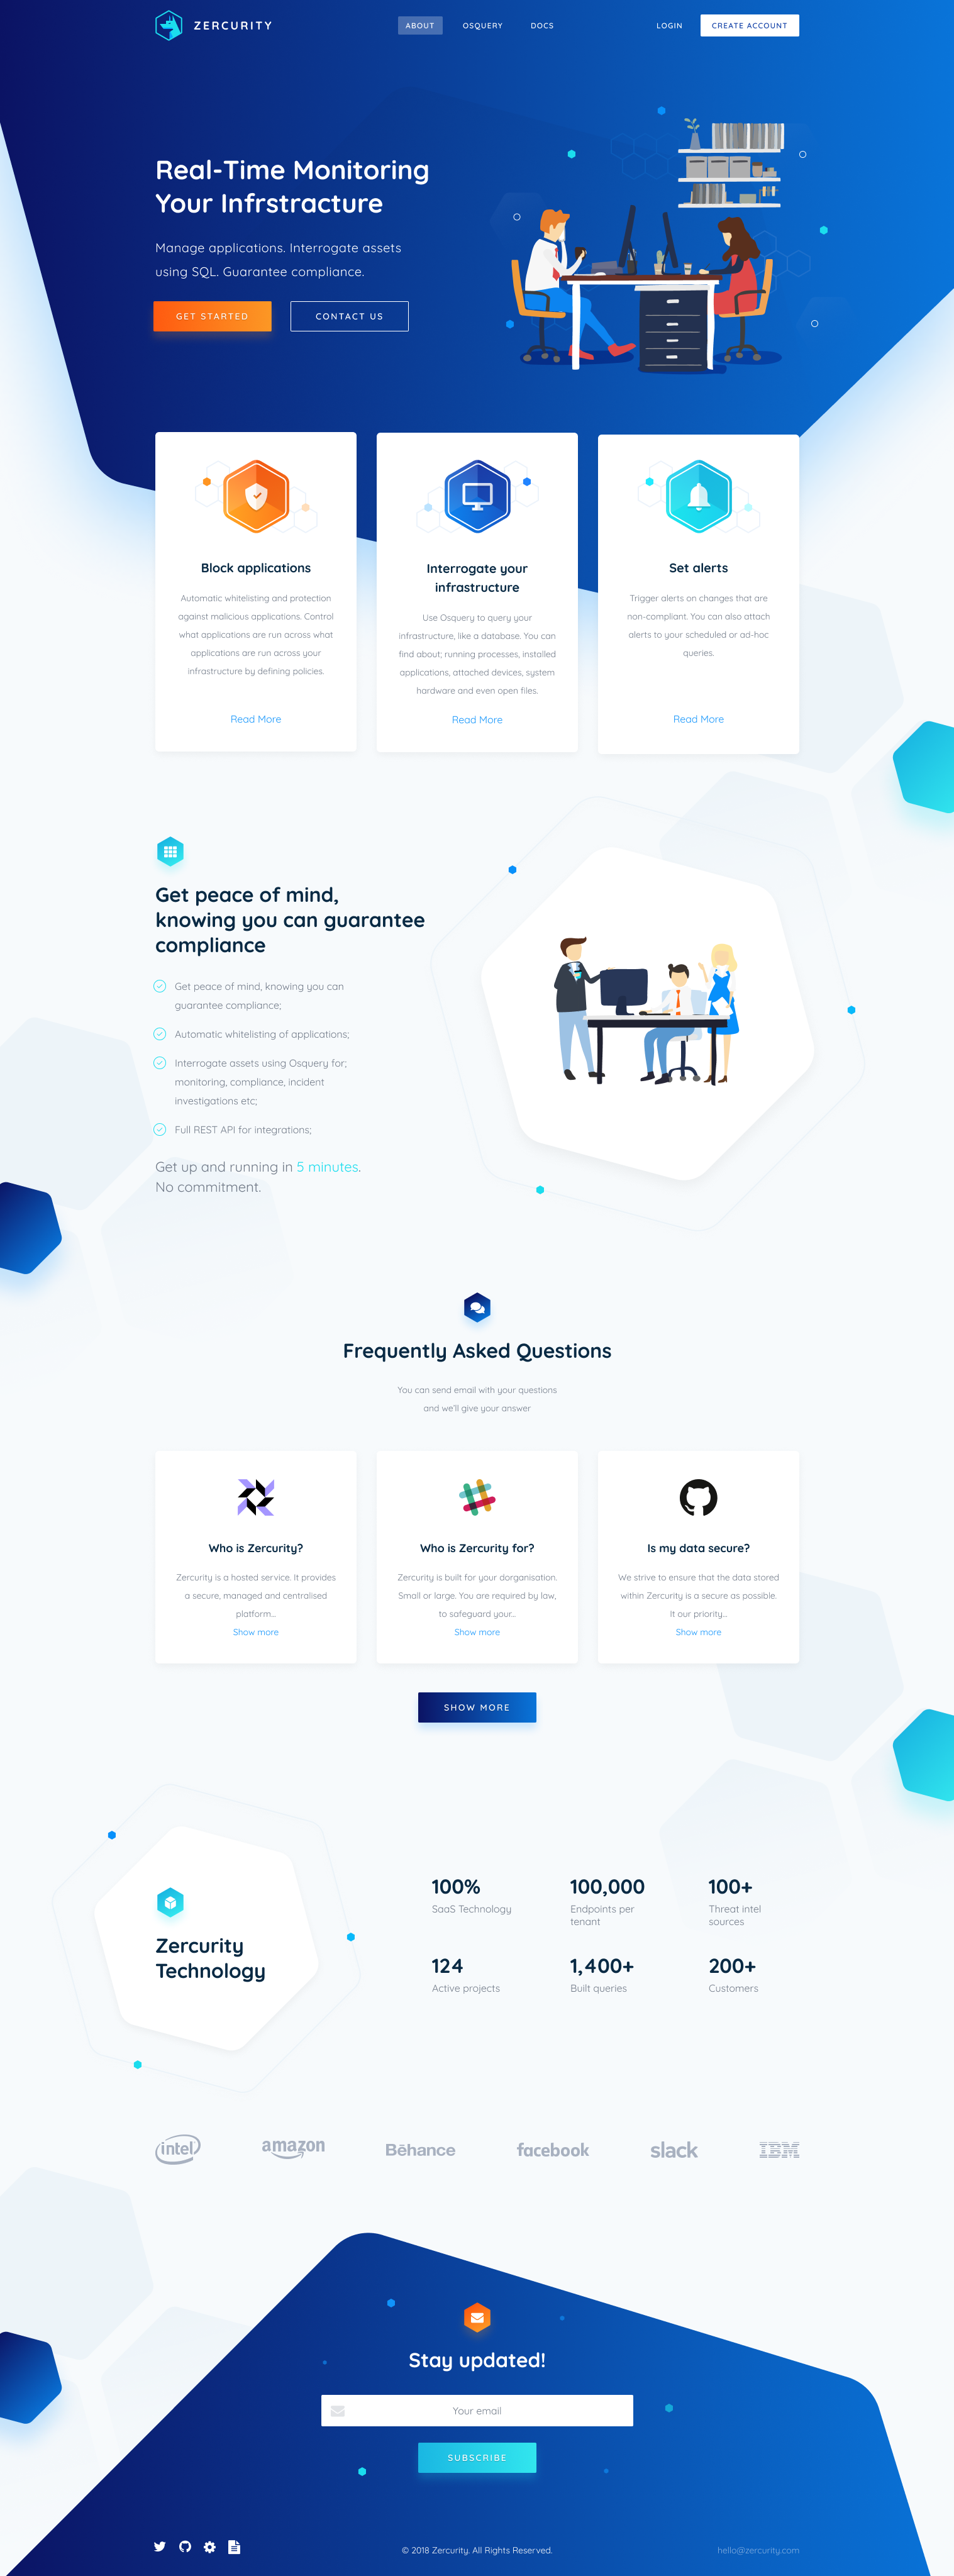 ZERCURITY
ABOUT
OSQUERY
DOCS
LOGIN
CREATE ACCOUNT
Real-Time Monitoring
Your Infrstracture
Manage applications. Interrogate assets
using SQL. Guarantee compliance.
GET STARTED
CONTACT US
Block applications
Automatic whitelisting and protection
against malicious applications. Control
what applications are run across what
applications are run across your
infrastructure by defining policies.
Read More
Interrogate your
infrastructure
Use Osquery to query your
infrastructure, like a database. You can
find about; running processes, installed
applications, attached devices, system
hardware and even open files.
Read More
Set alerts
Trigger alerts on changes that are
non-compliant. You can also attach
alerts to your scheduled or ad-hoc
queries.
Read More
Get peace of mind,
knowing you can guarantee
compliance
Get peace of mind, knowing you can
guarantee compliance;
Automatic whitelisting of applications;
Interrogate assets using Osquery for;
monitoring, compliance, incident
investigations etc;
Full REST API for integrations;
Get up and running in 5 minutes.
No commitment.
Frequently Asked Questions
You can send email with your questions
and we'll give your answer
Who is Zercurity?
Zercurity is a hosted service. It provides
a secure, managed and centralised
platform...
Show more
Who is Zercurity for?
Zercurity is built for your dorganisation.
Small or large. You are required by law,
to safeguard your...
Show more
Is my data secure?
We strive to ensure that the data stored
within Zercurity is a secure as possible.
It our priority...
Show more
SHOW MORE
Zercurity
Technology
100%
SaaS Technology
100,000
Endpoints per
tenant
100+
Threat intel
sources
124
Active projects
1,400+
Built queries
200+
Customers
intel
amazon
Bēhance
facebook
slack
IBM
Stay updated!
Your email
SUBSCRIBE
© 2018 Zercurity. All Rights Reserved.
hello@zercurity.com